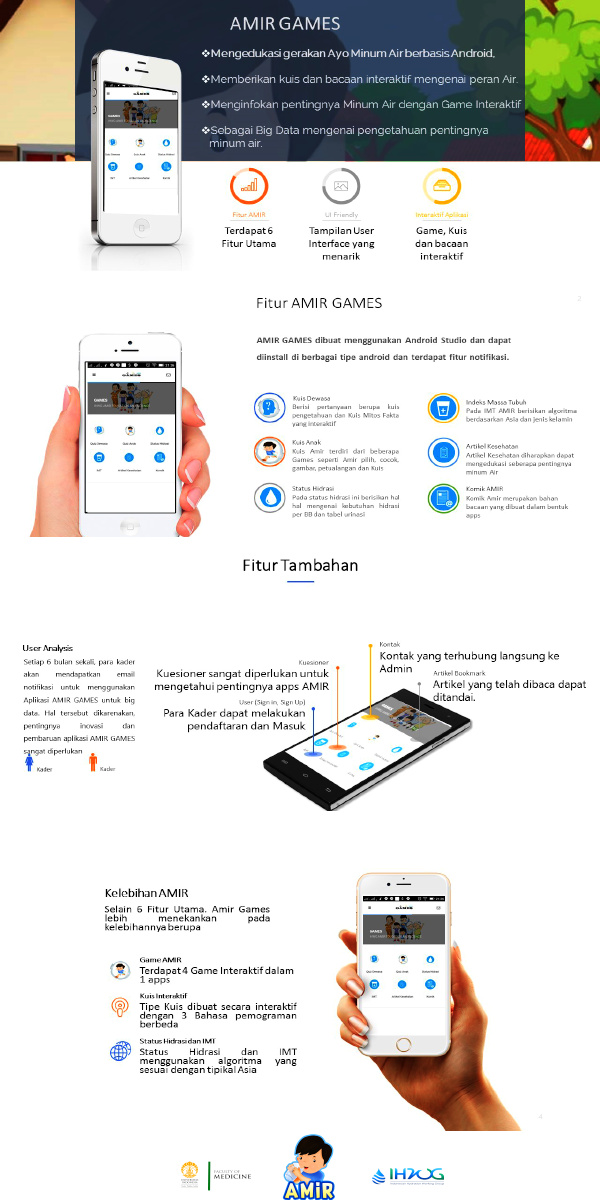 AMIR GAMES
❖Mengedukasi gerakan Ayo Minum Air berbasis Android,
❖Memberikan kuis dan bacaan interaktif mengenai peran Air.
❖Menginfokan pentingnya Minum Air dengan Game Interaktif
❖Sebagai Big Data mengenai pengetahuan pentingnya
minum air.
Fitur AMIR
UI Friendly
Interaktif Aplikasi
Terdapat 6
Fitur Utama
Tampilan User
Interface yang
menarik
Game, Kuis
dan bacaan
interaktif
Fitur AMIR GAMES
2
AMIR GAMES dibuat menggunakan Android Studio dan dapat
diinstall di berbagai tipe android dan terdapat fitur notifikasi.
Kuis Dewasa
Berisi pertanyaan berupa kuis
pengetahuan dan Kuis Mitos Fakta
yang interaktif
Kuis Anak
Kuis Amir terdiri dari beberapa
Games seperti Amir pilih, cocok,
gambar, petualangan dan Kuis
Status Hidrasi
Pada status hidrasi ini berisikan hal
hal mengenai kebutuhan hidrasi
per BB dan tabel urinasi
Indeks Massa Tubuh
Pada IMT AMIR berisikan algoritma
berdasarkan Asia dan jenis kelamin
Artikel Kesehatan
Artikel Kesehatan diharapkan dapat
mengedukasi seberapa pentingnya
minum Air
Komik AMIR
Komik Amir merupakan bahan
bacaan yang dibuat dalam bentuk
apps
Fitur Tambahan
User Analysis
Setiap 6 bulan sekali, para kader
akan mendapatkan email
notifikasi untuk menggunakan
Aplikasi AMIR GAMES untuk big
data. Hal tersebut dikarenakan,
pentingnya inovasi dan
pembaruan aplikasi AMIR GAMES
sangat diperlukan
Kader
Kader
Kuesioner
Kuesioner sangat diperlukan untuk
mengetahui pentingnya apps AMIR
User (Sign in, Sign Up)
Para Kader dapat melakukan
pendaftaran dan Masuk
Kontak
Kontak yang terhubung langsung ke
Admin
Artikel Bookmark
Artikel yang telah dibaca dapat
ditandai.
Kelebihan AMIR
Selain 6 Fitur Utama. Amir Games
lebih menekankan pada
kelebihannya berupa
Game AMIR
Terdapat 4 Game Interaktif dalam
1 apps
Kuis Interaktif
Tipe Kuis dibuat secara interaktif
dengan 3 Bahasa pemograman
berbeda
Status Hidrasi dan IMT
Status Hidrasi dan IMT
menggunakan algoritma yang
sesuai dengan tipikal Asia
GAMES
Quiz Dewasa
Quiz Anak
Status Hidrasi
IMT
Artikel Kesehatan
Komik
FACULTY OF
MEDICINE
AMiR